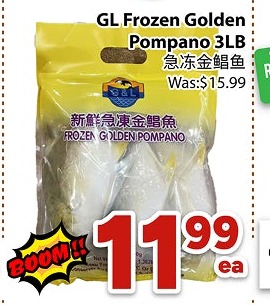 GL Frozen Golden
Pompano 3LB
急冻金鲳鱼
Was:$15.99
G&L
新鮮急凍金鯧魚
FROZEN GOLDEN POMPANO
BOOM!!
11.99
ea